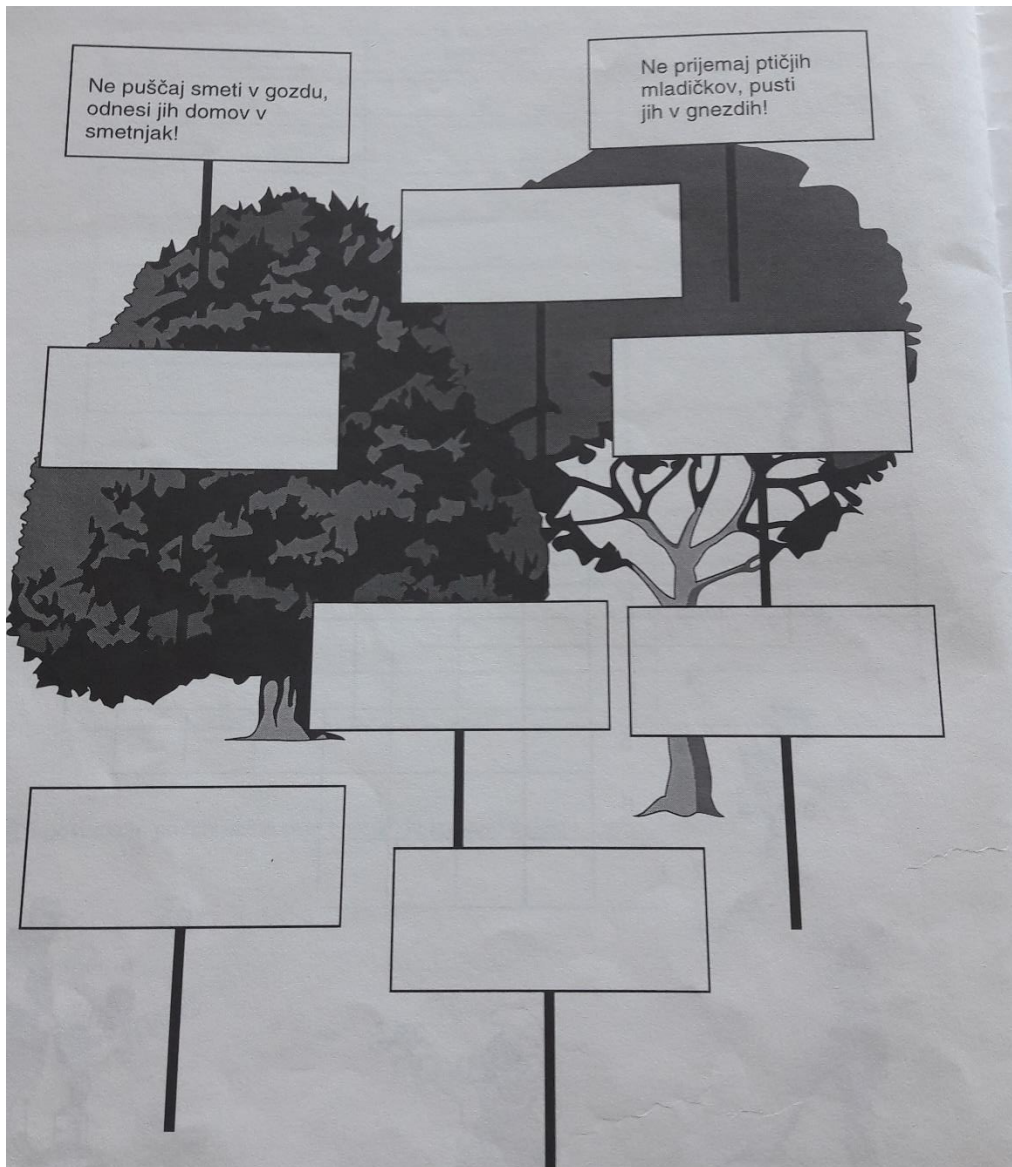 Ne puščaj smeti v gozdu,
odnesi jih domov v
smetnjak!
Ne prijemaj ptičjih
mladičkov, pusti
jih v gnezdih!